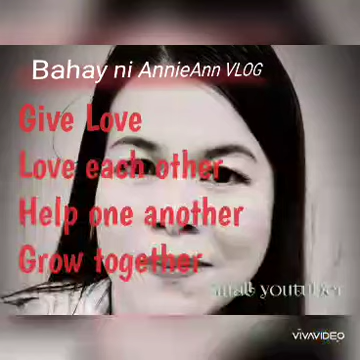 Bahay ni AnnieAnn VLOG
Give Love
Love each other
Help one another
Grow together
small youtuber
VIVAVIDEO